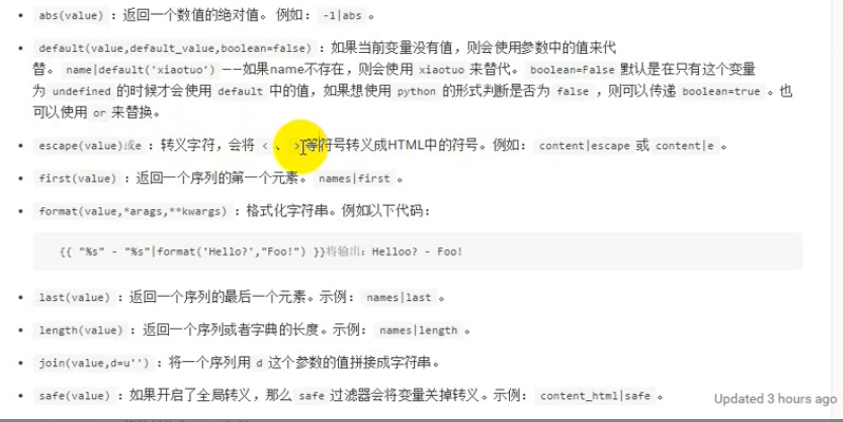 abs(value) ：返回一个数值的绝对值。 例如： -1|abs 。
default(value,default_value,boolean=false) ：如果当前变量没有值，则会使用参数中的值来代
替。 name|default('xiaotuo') ——如果name不存在，则会使用 xiaotuo 来替代。 boolean=False 默认是在只有这个变量
为 undefined 的时候才会使用 default 中的值，如果想使用 python 的形式判断是否为 false ，则可以传递 boolean=true 。也
可以使用 or 来替换。
escape(value)或e ：转义字符，会将 < 、 > 等符号转义成HTML中的符号。例如： content|escape 或 content|e 。
first(value) ：返回一个序列的第一个元素。 names|first 。
format(value,*arags,**kwargs) ：格式化字符串。例如以下代码：
{{ "%s" - "%s"|format('Hello?',"Foo!") }}将输出：Helloo? - Foo!
last(value) ：返回一个序列的最后一个元素。示例： names|last 。
length(value) ：返回一个序列或者字典的长度。示例： names|length 。
join(value,d=u'') ：将一个序列用 d 这个参数的值拼接成字符串。
safe(value) ：如果开启了全局转义，那么 safe 过滤器会将变量关掉转义。示例： content_html|safe 。
Updated 3 hours ago